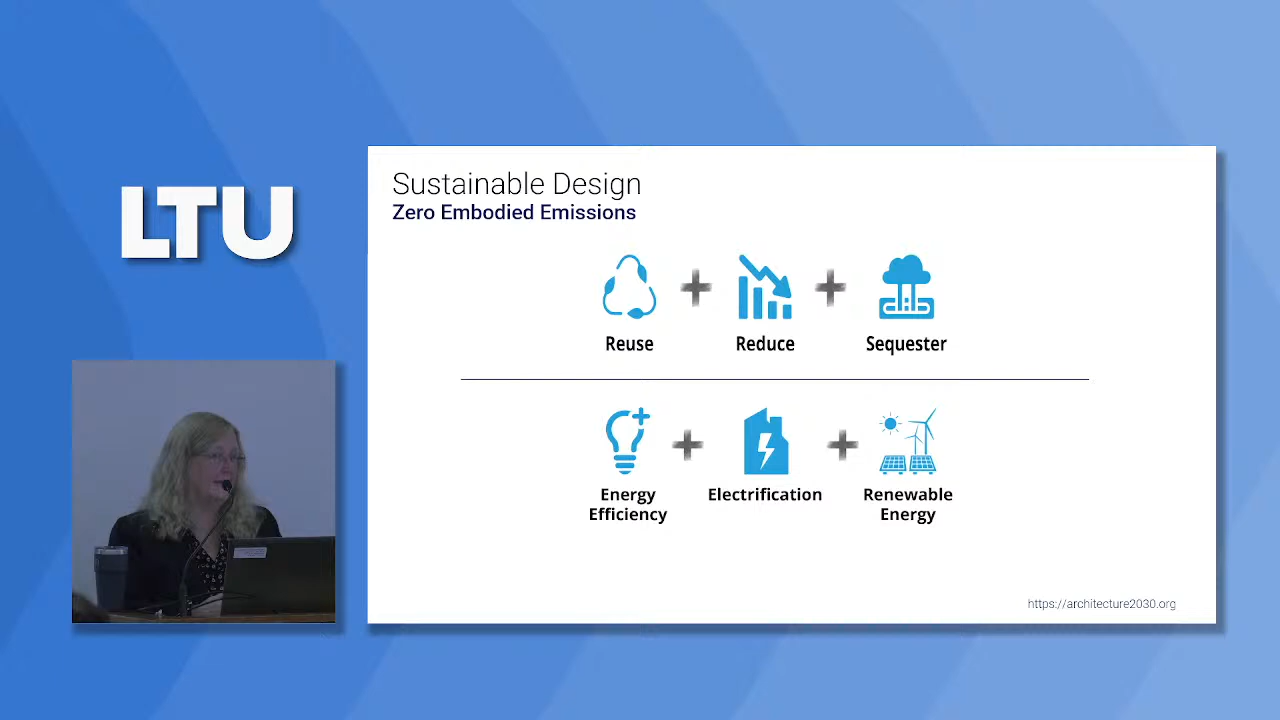 LTU
Sustainable Design
Zero Embodied Emissions
Reuse
Reduce
Sequester
Energy
Efficiency
Electrification
Renewable
Energy
https://architecture2030.org